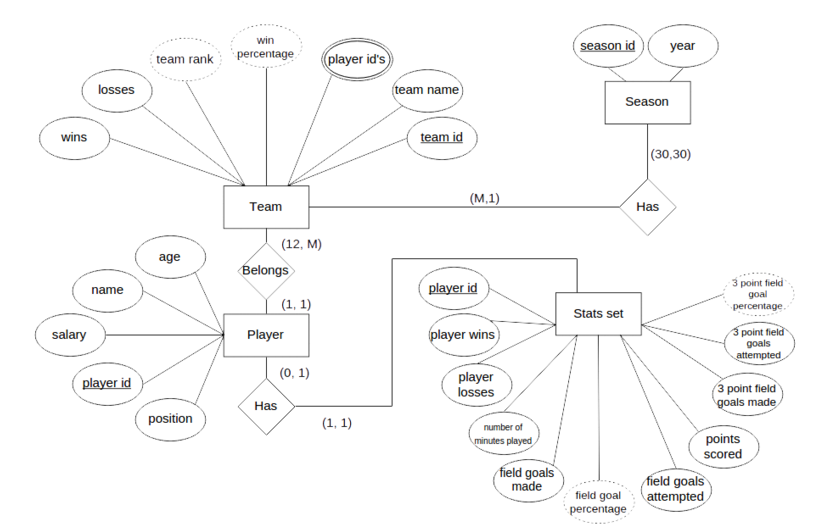 team rank
win
percentage
player id's
season id
year
losses
team name
Season
wins
team id
(30,30)
Team
(M,1)
Has
(12, M)
age
Belongs
name
player id
3 point field
goal
percentage
(1, 1)
Stats set
salary
Player
player wins
3 point field
goals
attempted
(0, 1)
player id
player
losses
3 point field
goals made
position
Has
(1, 1)
number of
minutes played
points
scored
field goals
made
field goal
percentage
field goals
attempted